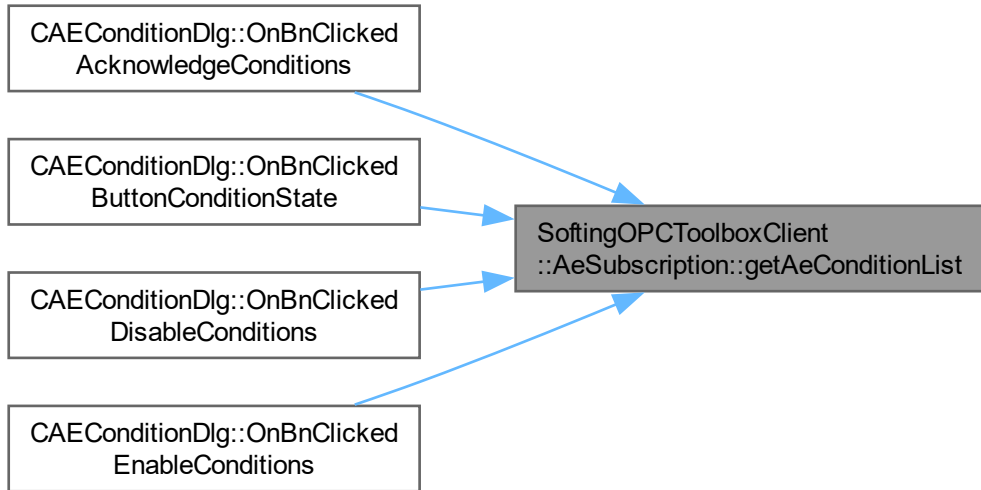 CAEConditionDlg::OnBnClicked
AcknowledgeConditions
CAEConditionDlg::OnBnClicked
ButtonConditionState
SoftingOPCToolboxClient
::AeSubscription::getAeConditionList
CAEConditionDlg::OnBnClicked
DisableConditions
CAEConditionDlg::OnBnClicked
EnableConditions